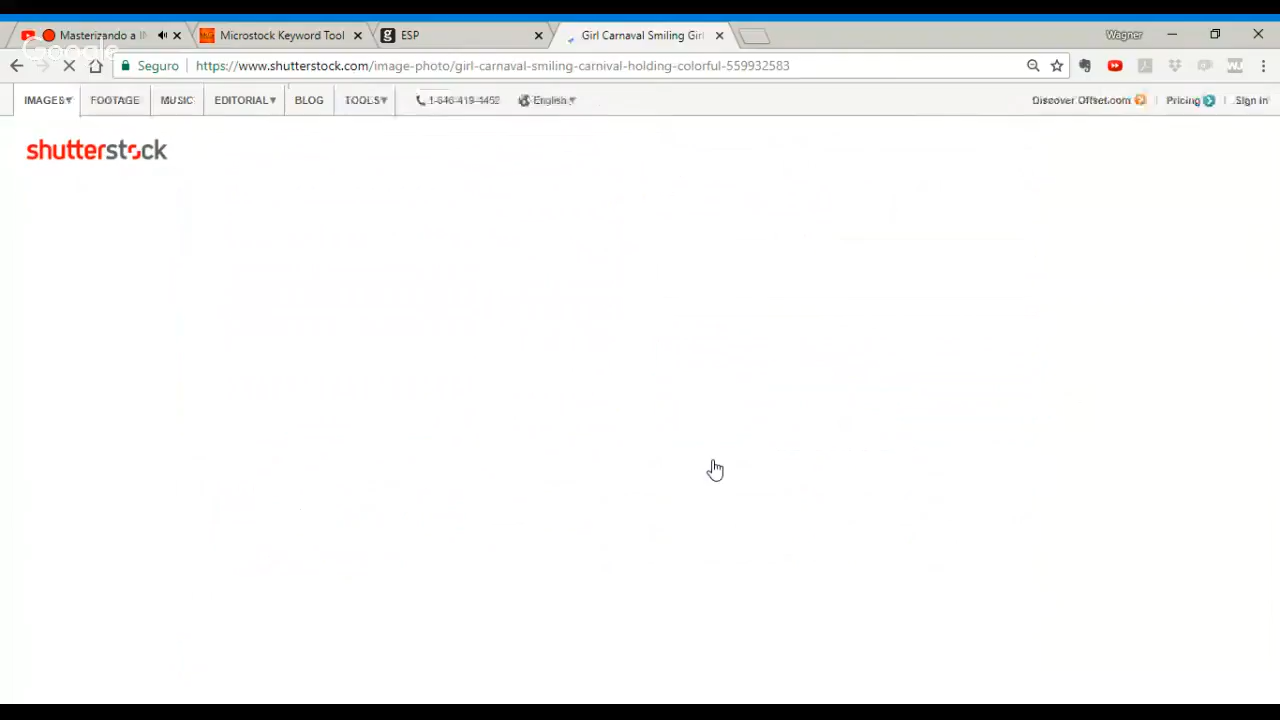 Masterizando a I
Microstock Keyword Tool
ESP
Girl Carnaval Smiling Girl
Wagner
Google
Seguro
https://www.shutterstock.com/image-photo/girl-carnaval-smiling-carnival-holding-colorful-559932583
IMAGES
FOOTAGE
MUSIC
EDITORIAL
BLOG
TOOLS
1-646-419-4452
English
Discover Offset.com
Pricing
Sign in
shutterstock